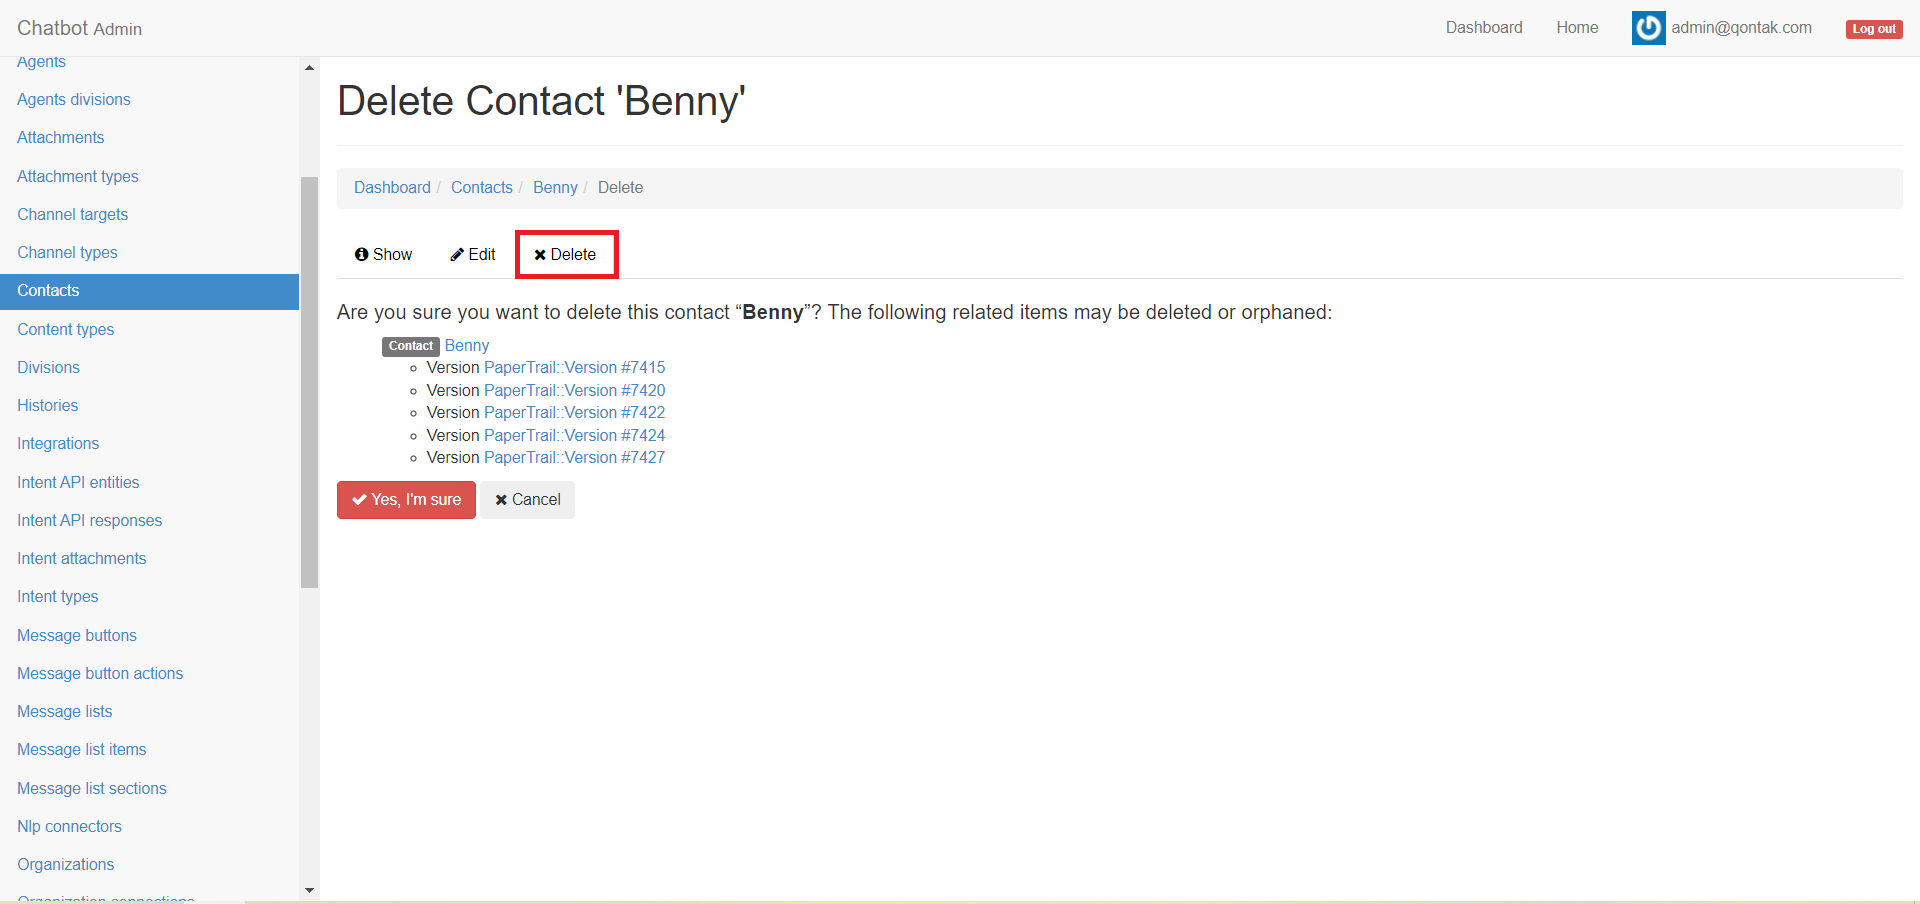 Chatbot Admin
Dashboard
Home
admin@qontak.com
Log out
Agents
Agents divisions
Attachments
Attachment types
Channel targets
Channel types
Contacts
Content types
Divisions
Histories
Integrations
Intent API entities
Intent API responses
Intent attachments
Intent types
Message buttons
Message button actions
Message lists
Message list items
Message list sections
Nlp connectors
Organizations
Organization connections
Delete Contact 'Benny'
Dashboard / Contacts / Benny / Delete
Show
Edit
Delete
Are you sure you want to delete this contact “Benny”? The following related items may be deleted or orphaned:
Contact Benny
Version PaperTrail::Version #7415
Version PaperTrail::Version #7420
Version PaperTrail::Version #7422
Version PaperTrail::Version #7424
Version PaperTrail::Version #7427
Yes, I'm sure
Cancel